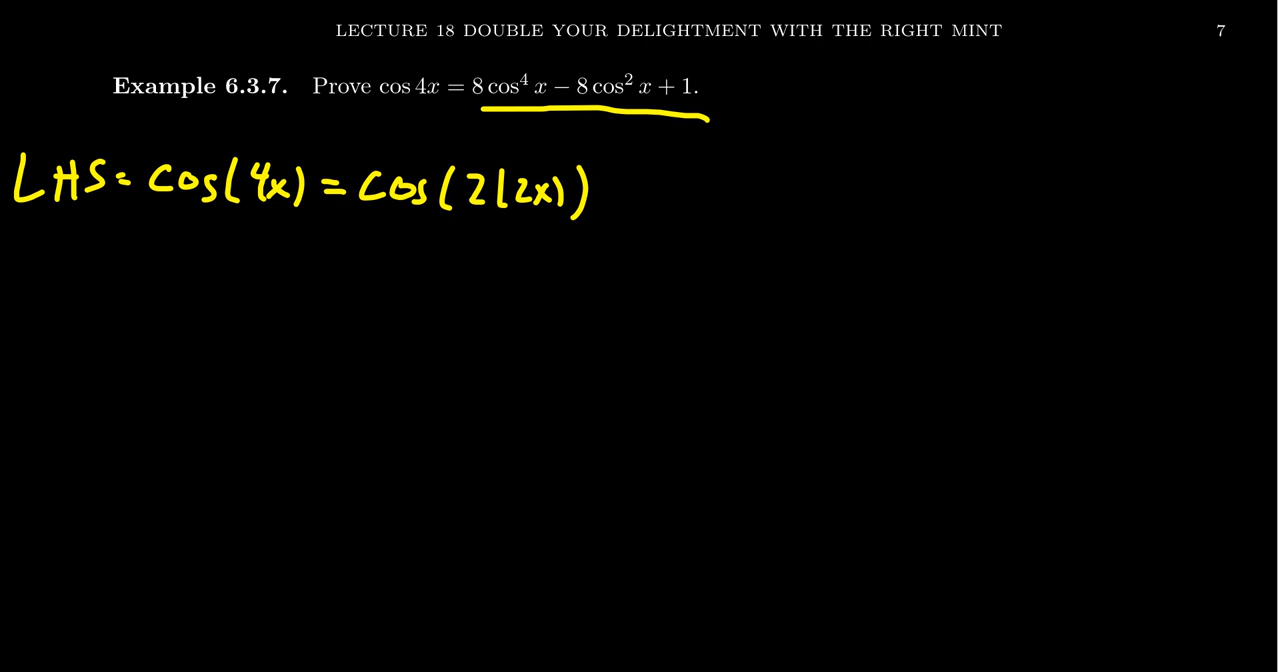 LECTURE 18 DOUBLE YOUR DELIGHTMENT WITH THE RIGHT MINT 7
Example 6.3.7. Prove cos 4x = 8 cos⁴ x − 8 cos² x + 1.
LHS = cos(4x) = cos(2(2x))